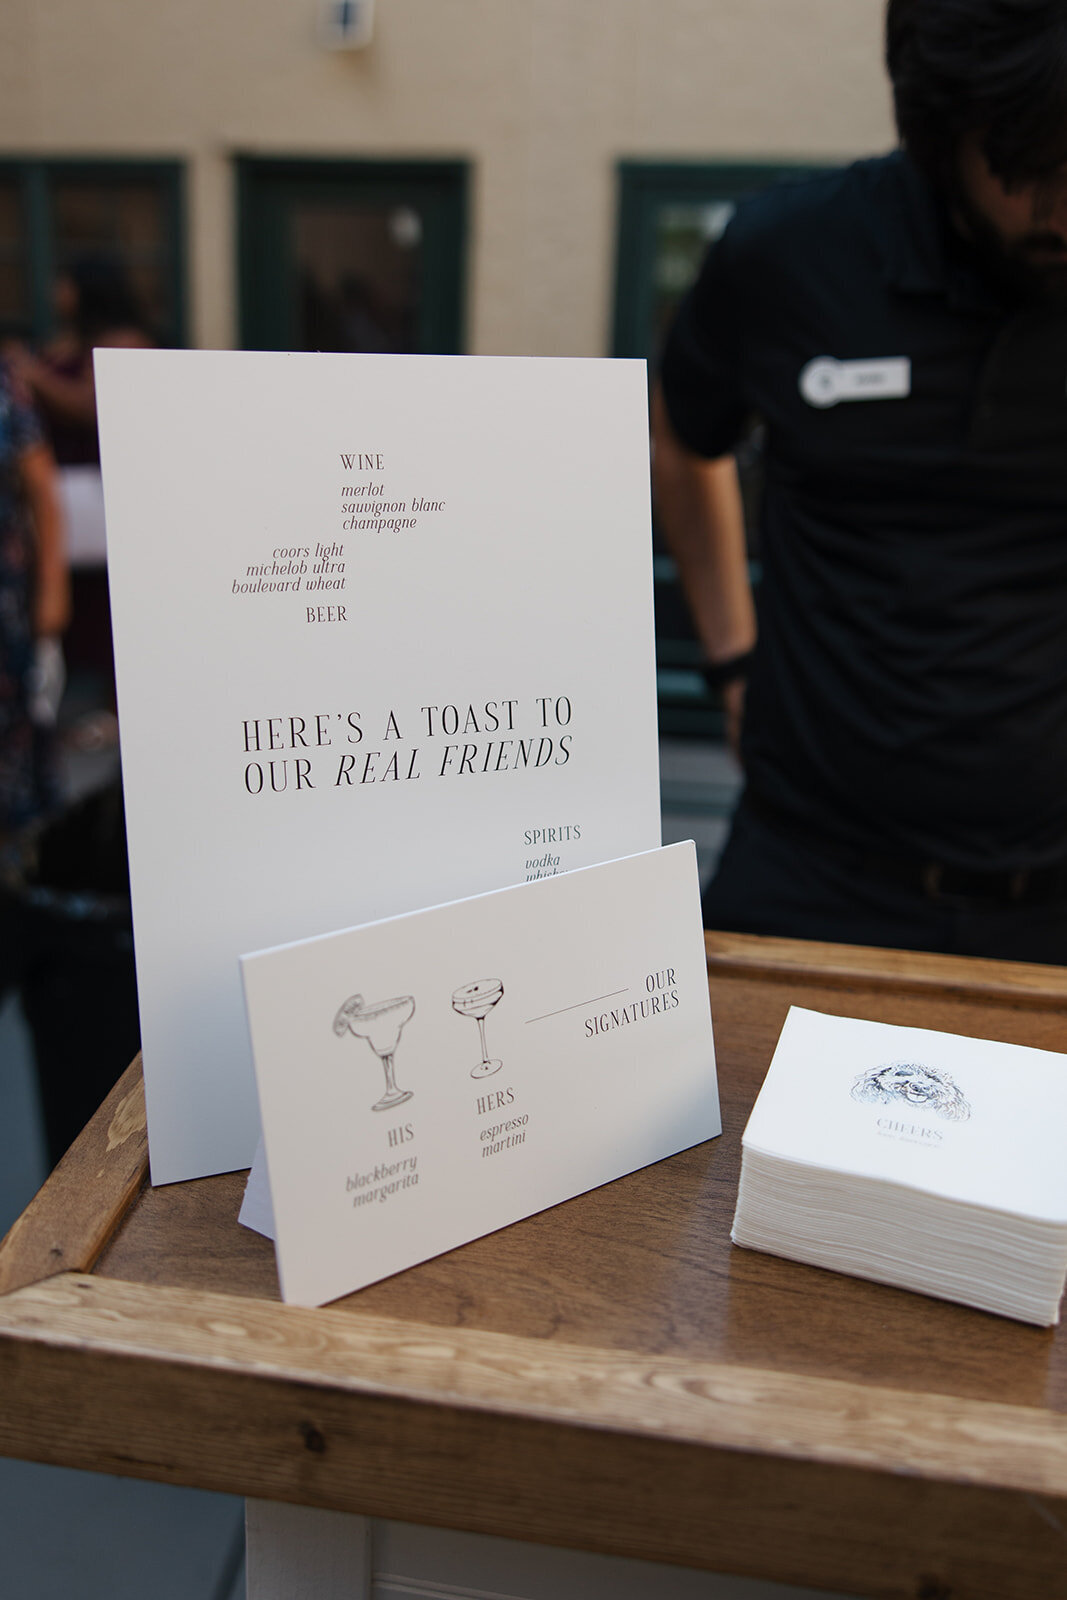 WINE
merlot
sauvignon blanc
champagne
coors light
michelob ultra
boulevard wheat
BEER
HERE'S A TOAST TO
OUR REAL FRIENDS
SPIRITS
vodka
OUR
SIGNATURES
HIS
blackberry
margarita
HERS
espresso
martini
CHEERS